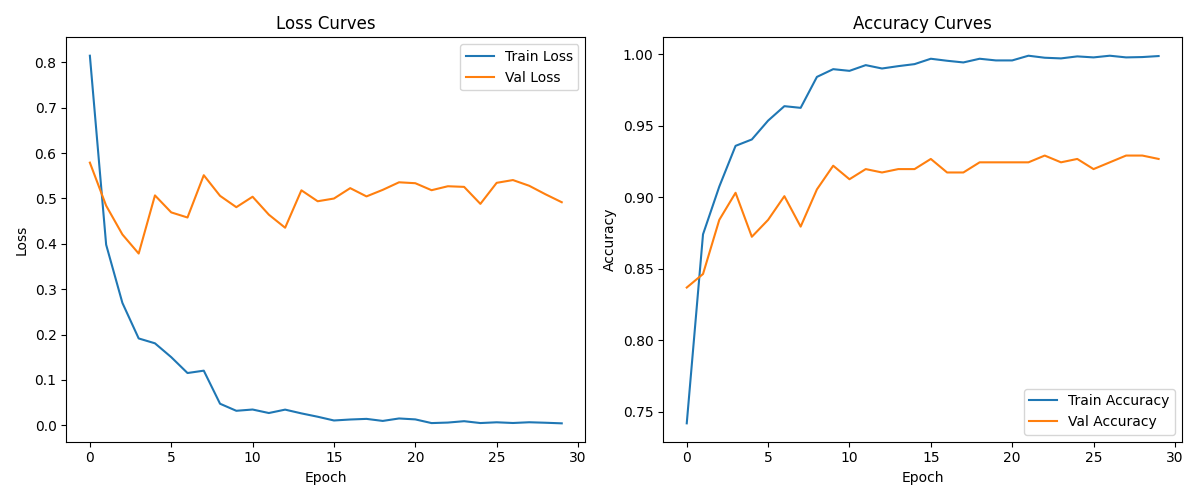 Loss Curves
Train Loss
Val Loss
0.8
0.7
0.6
0.5
0.4
0.3
0.2
0.1
0.0
Loss
0 5 10 15 20 25 30
Epoch
Accuracy Curves
1.00
0.95
0.90
0.85
0.80
0.75
Accuracy
Train Accuracy
Val Accuracy
0 5 10 15 20 25 30
Epoch